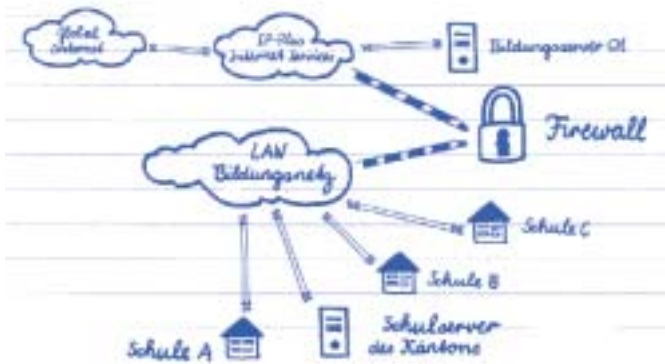 Global
Internet
IP-Plus
Internet Services
Bildungsserver CH
Firewall
LAN
Bildungsnetz
Schule C
Schule B
Schule A
Schulserver
des Kantons